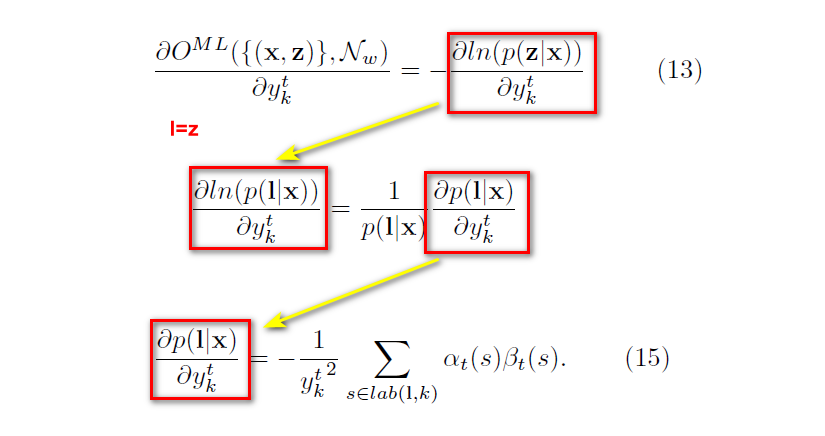 \frac{\partial O^{ML}(\{(\mathbf{x}, \mathbf{z})\}, \mathcal{N}_w)}{\partial y_k^t} = -\frac{\partial ln(p(\mathbf{z}|\mathbf{x}))}{\partial y_k^t} (13)
l=z
\frac{\partial ln(p(\mathbf{l}|\mathbf{x}))}{\partial y_k^t} = \frac{1}{p(\mathbf{l}|\mathbf{x})} \frac{\partial p(\mathbf{l}|\mathbf{x})}{\partial y_k^t}
\frac{\partial p(\mathbf{l}|\mathbf{x})}{\partial y_k^t} = -\frac{1}{{y_k^t}^2} \sum_{s \in lab(\mathbf{l},k)} \alpha_t(s)\beta_t(s). (15)